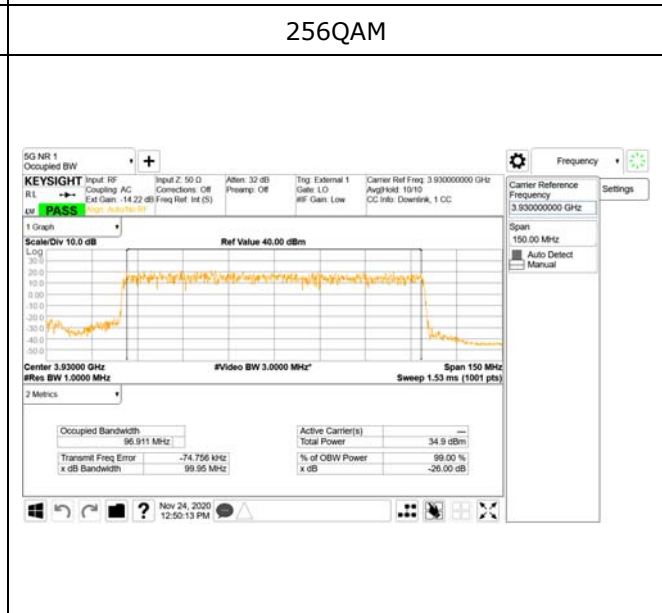 256QAM
5G NR 1
Occupied BW
Frequency
KEYSIGHT
Input: RF
Input Z: 50 Ω
Atten: 32 dB
Trig: External 1
Carrier Ref Freq: 3.930000000 GHz
RL
Coupling: AC
Corrections: Off
Preamp: Off
Gate: LO
Avg|Hold: 10/10
Ext Gain: -14.22 dB
Freq Ref: Int (S)
#IF Gain: Low
CC Info: Downlink, 1 CC
PASS
Align: Auto/No RF
Carrier Reference
Frequency
3.930000000 GHz
Settings
Span
150.00 MHz
Auto Detect
Manual
1 Graph
Scale/Div 10.0 dB
Ref Value 40.00 dBm
Log
30.0
20.0
10.0
0.00
-10.0
-20.0
-30.0
-40.0
-50.0
Center 3.93000 GHz
#Video BW 3.0000 MHz*
Span 150 MHz
#Res BW 1.0000 MHz
Sweep 1.53 ms (1001 pts)
2 Metrics
Occupied Bandwidth
96.911 MHz
Active Carrier(s)
---
Total Power
34.9 dBm
Transmit Freq Error
-74.756 kHz
% of OBW Power
99.00 %
x dB Bandwidth
99.95 MHz
x dB
-26.00 dB
?
Nov 24, 2020
12:50:13 PM